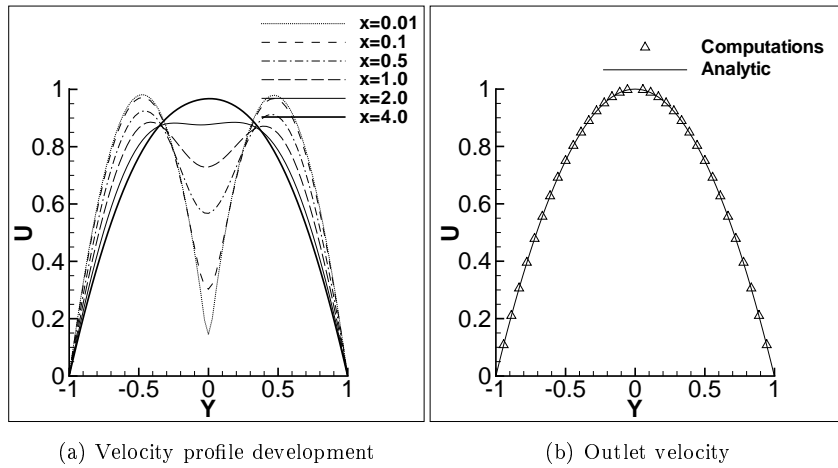 x=0.01
x=0.1
x=0.5
x=1.0
x=2.0
x=4.0
1
0.8
0.6
0.4
0.2
0
U
-1
-0.5
0
0.5
1
Y
(a) Velocity profile development
Computations
Analytic
1
0.8
0.6
0.4
0.2
0
U
-1
-0.5
0
0.5
1
Y
(b) Outlet velocity